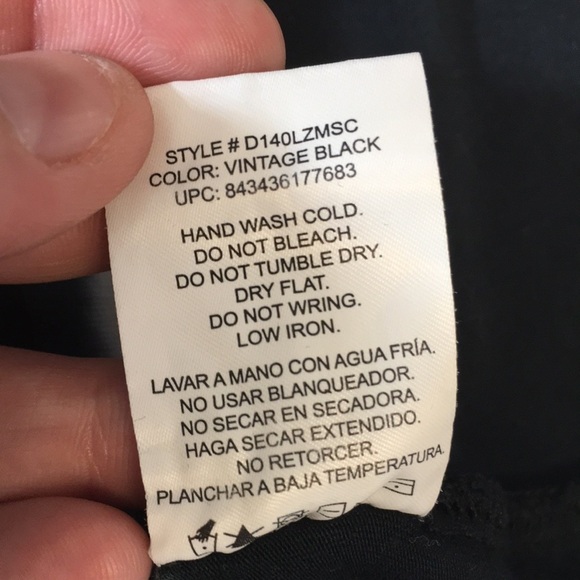 STYLE # D140LZMSC
COLOR: VINTAGE BLACK
UPC: 843436177683
HAND WASH COLD.
DO NOT BLEACH.
DO NOT TUMBLE DRY.
DRY FLAT.
DO NOT WRING.
LOW IRON.
LAVAR A MANO CON AGUA FRÍA.
NO USAR BLANQUEADOR.
NO SECAR EN SECADORA.
HAGA SECAR EXTENDIDO.
NO RETORCER.
PLANCHAR A BAJA TEMPERATURA.